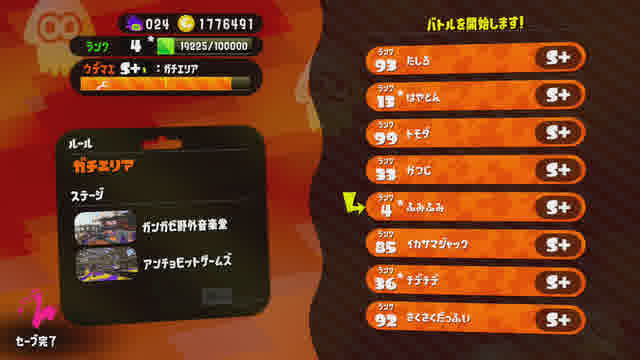 024 1776491
ランク 4★ 19225/100000
ウデマエ S+1 : ガチエリア
ルール
ガチエリア
ステージ
ガンガゼ野外音楽堂
アンチョビットゲームズ
セーブ完了
バトルを開始します!
ランク 93 たしろ S+
ランク 13★ はやとん S+
ランク 99 トモダ S+
ランク 33 かつじ S+
ランク 4★ ふみふみ S+
ランク 85 イカサマジャック S+
ランク 36★ チデチデ S+
ランク 92 さくさくだっふぃ S+